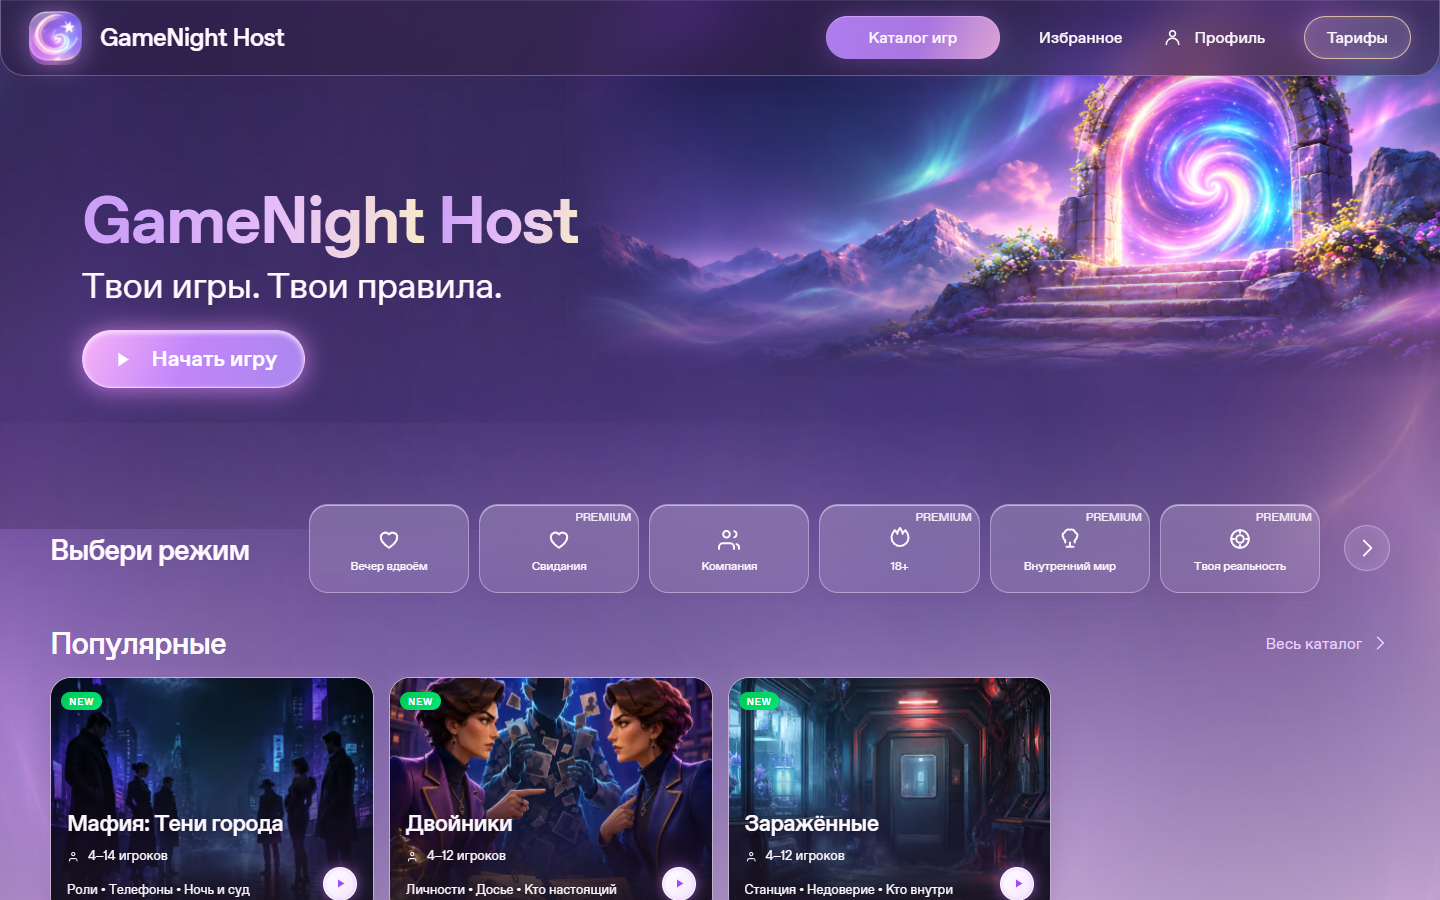 GameNight Host
Каталог игр
Избранное
Профиль
Тарифы
GameNight Host
Твои игры. Твои правила.
Начать игру
Выбери режим
Вечер вдвоём
PREMIUM
Свидания
Компания
PREMIUM
18+
PREMIUM
Внутренний мир
PREMIUM
Твоя реальность
Популярные
Весь каталог
NEW
Мафия: Тени города
4–14 игроков
Роли • Телефоны • Ночь и суд
NEW
Двойники
4–12 игроков
Личности • Досье • Кто настоящий
NEW
Заражённые
4–12 игроков
Станция • Недоверие • Кто внутри